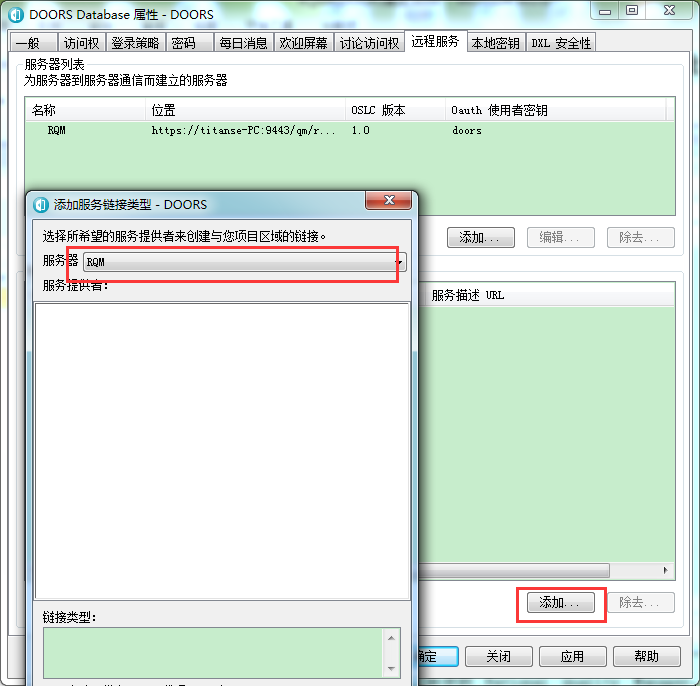 DOORS Database 属性 - DOORS
一般 访问权 登录策略 密码 每日消息 欢迎屏幕 讨论访问权 远程服务 本地密钥 DXL 安全性
服务器列表
为服务器到服务器通信而建立的服务器
名称 位置 OSLC 版本 Oauth 使用者密钥
RQM https://titanse-PC:9443/qm/r... 1.0 doors
添加... 编辑... 除去...
添加服务链接类型 - DOORS
选择所希望的服务提供者来创建与您项目区域的链接。
服务器 RQM
服务提供者:
服务描述 URL
添加... 除去...
链接类型:
确定 关闭 应用 帮助